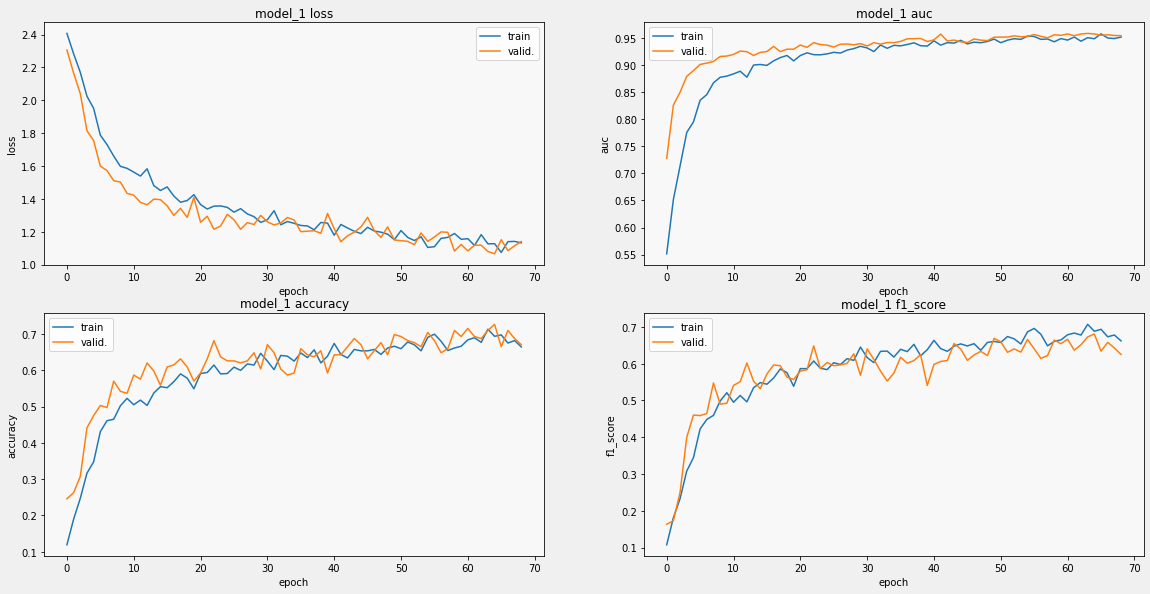 model_1 loss
2.4
2.2
2.0
1.8
1.6
1.4
1.2
1.0
loss
train
valid.
0 10 20 30 40 50 60 70
epoch
model_1 auc
0.95
0.90
0.85
0.80
0.75
0.70
0.65
0.60
0.55
auc
train
valid.
0 10 20 30 40 50 60 70
epoch
model_1 accuracy
0.7
0.6
0.5
0.4
0.3
0.2
0.1
accuracy
train
valid.
0 10 20 30 40 50 60 70
epoch
model_1 f1_score
0.7
0.6
0.5
0.4
0.3
0.2
0.1
f1_score
train
valid.
0 10 20 30 40 50 60 70
epoch